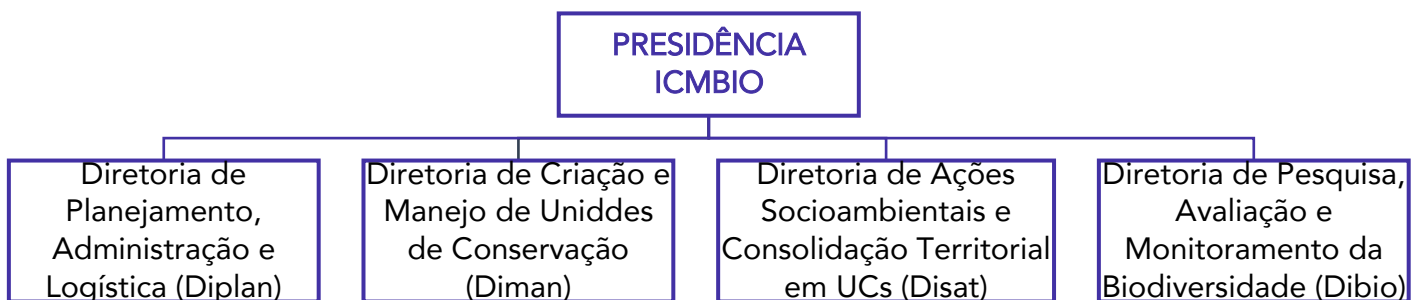 PRESIDÊNCIA
ICMBIO
Diretoria de
Planejamento,
Administração e
Logística (Diplan)
Diretoria de Criação e
Manejo de Uniddes
de Conservação
(Diman)
Diretoria de Ações
Socioambientais e
Consolidação Territorial
em UCs (Disat)
Diretoria de Pesquisa,
Avaliação e
Monitoramento da
Biodiversidade (Dibio)